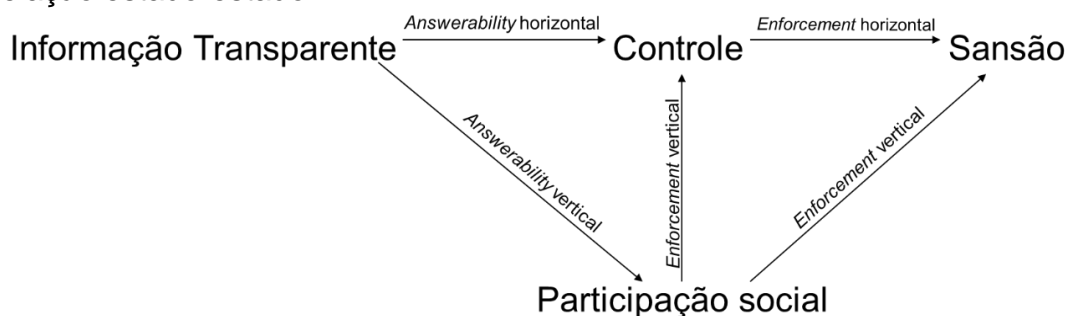 Answerability horizontal
Enforcement horizontal
Informação Transparente
Controle
Sansão
Answerability vertical
Enforcement vertical
Enforcement vertical
Participação social